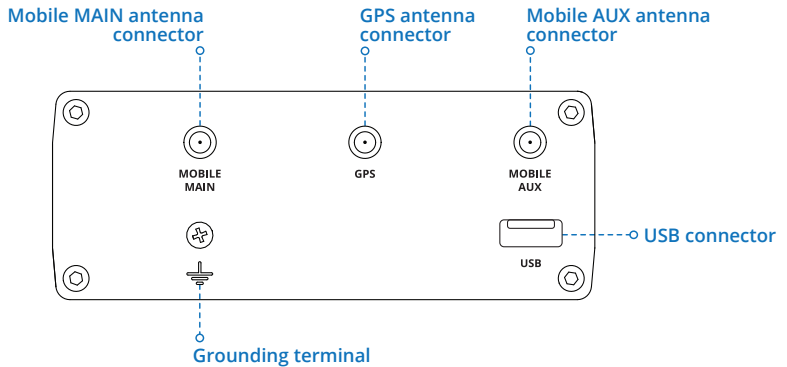 Mobile MAIN antenna
connector
GPS antenna
connector
Mobile AUX antenna
connector
MOBILE
MAIN
GPS
MOBILE
AUX
USB connector
USB
Grounding terminal